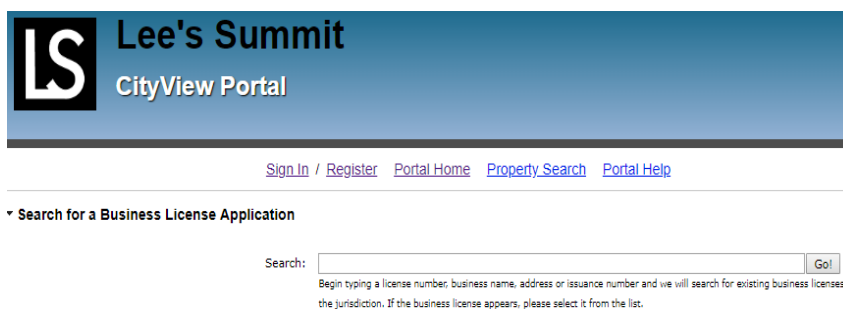 LS
Lee's Summit
CityView Portal
Sign In / Register Portal Home Property Search Portal Help
Search for a Business License Application
Search: Go!
Begin typing a license number, business name, address or issuance number and we will search for existing business licenses
the jurisdiction. If the business license appears, please select it from the list.